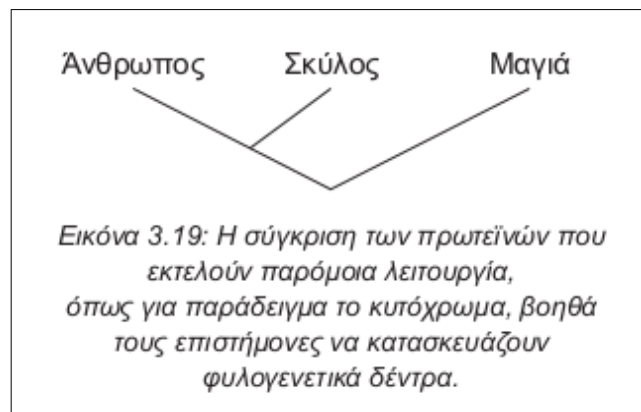 Άνθρωπος Σκύλος Μαγιά
Εικόνα 3.19: Η σύγκριση των πρωτεϊνών που
εκτελούν παρόμοια λειτουργία,
όπως για παράδειγμα το κυτόχρωμα, βοηθά
τους επιστήμονες να κατασκευάζουν
φυλογενετικά δέντρα.